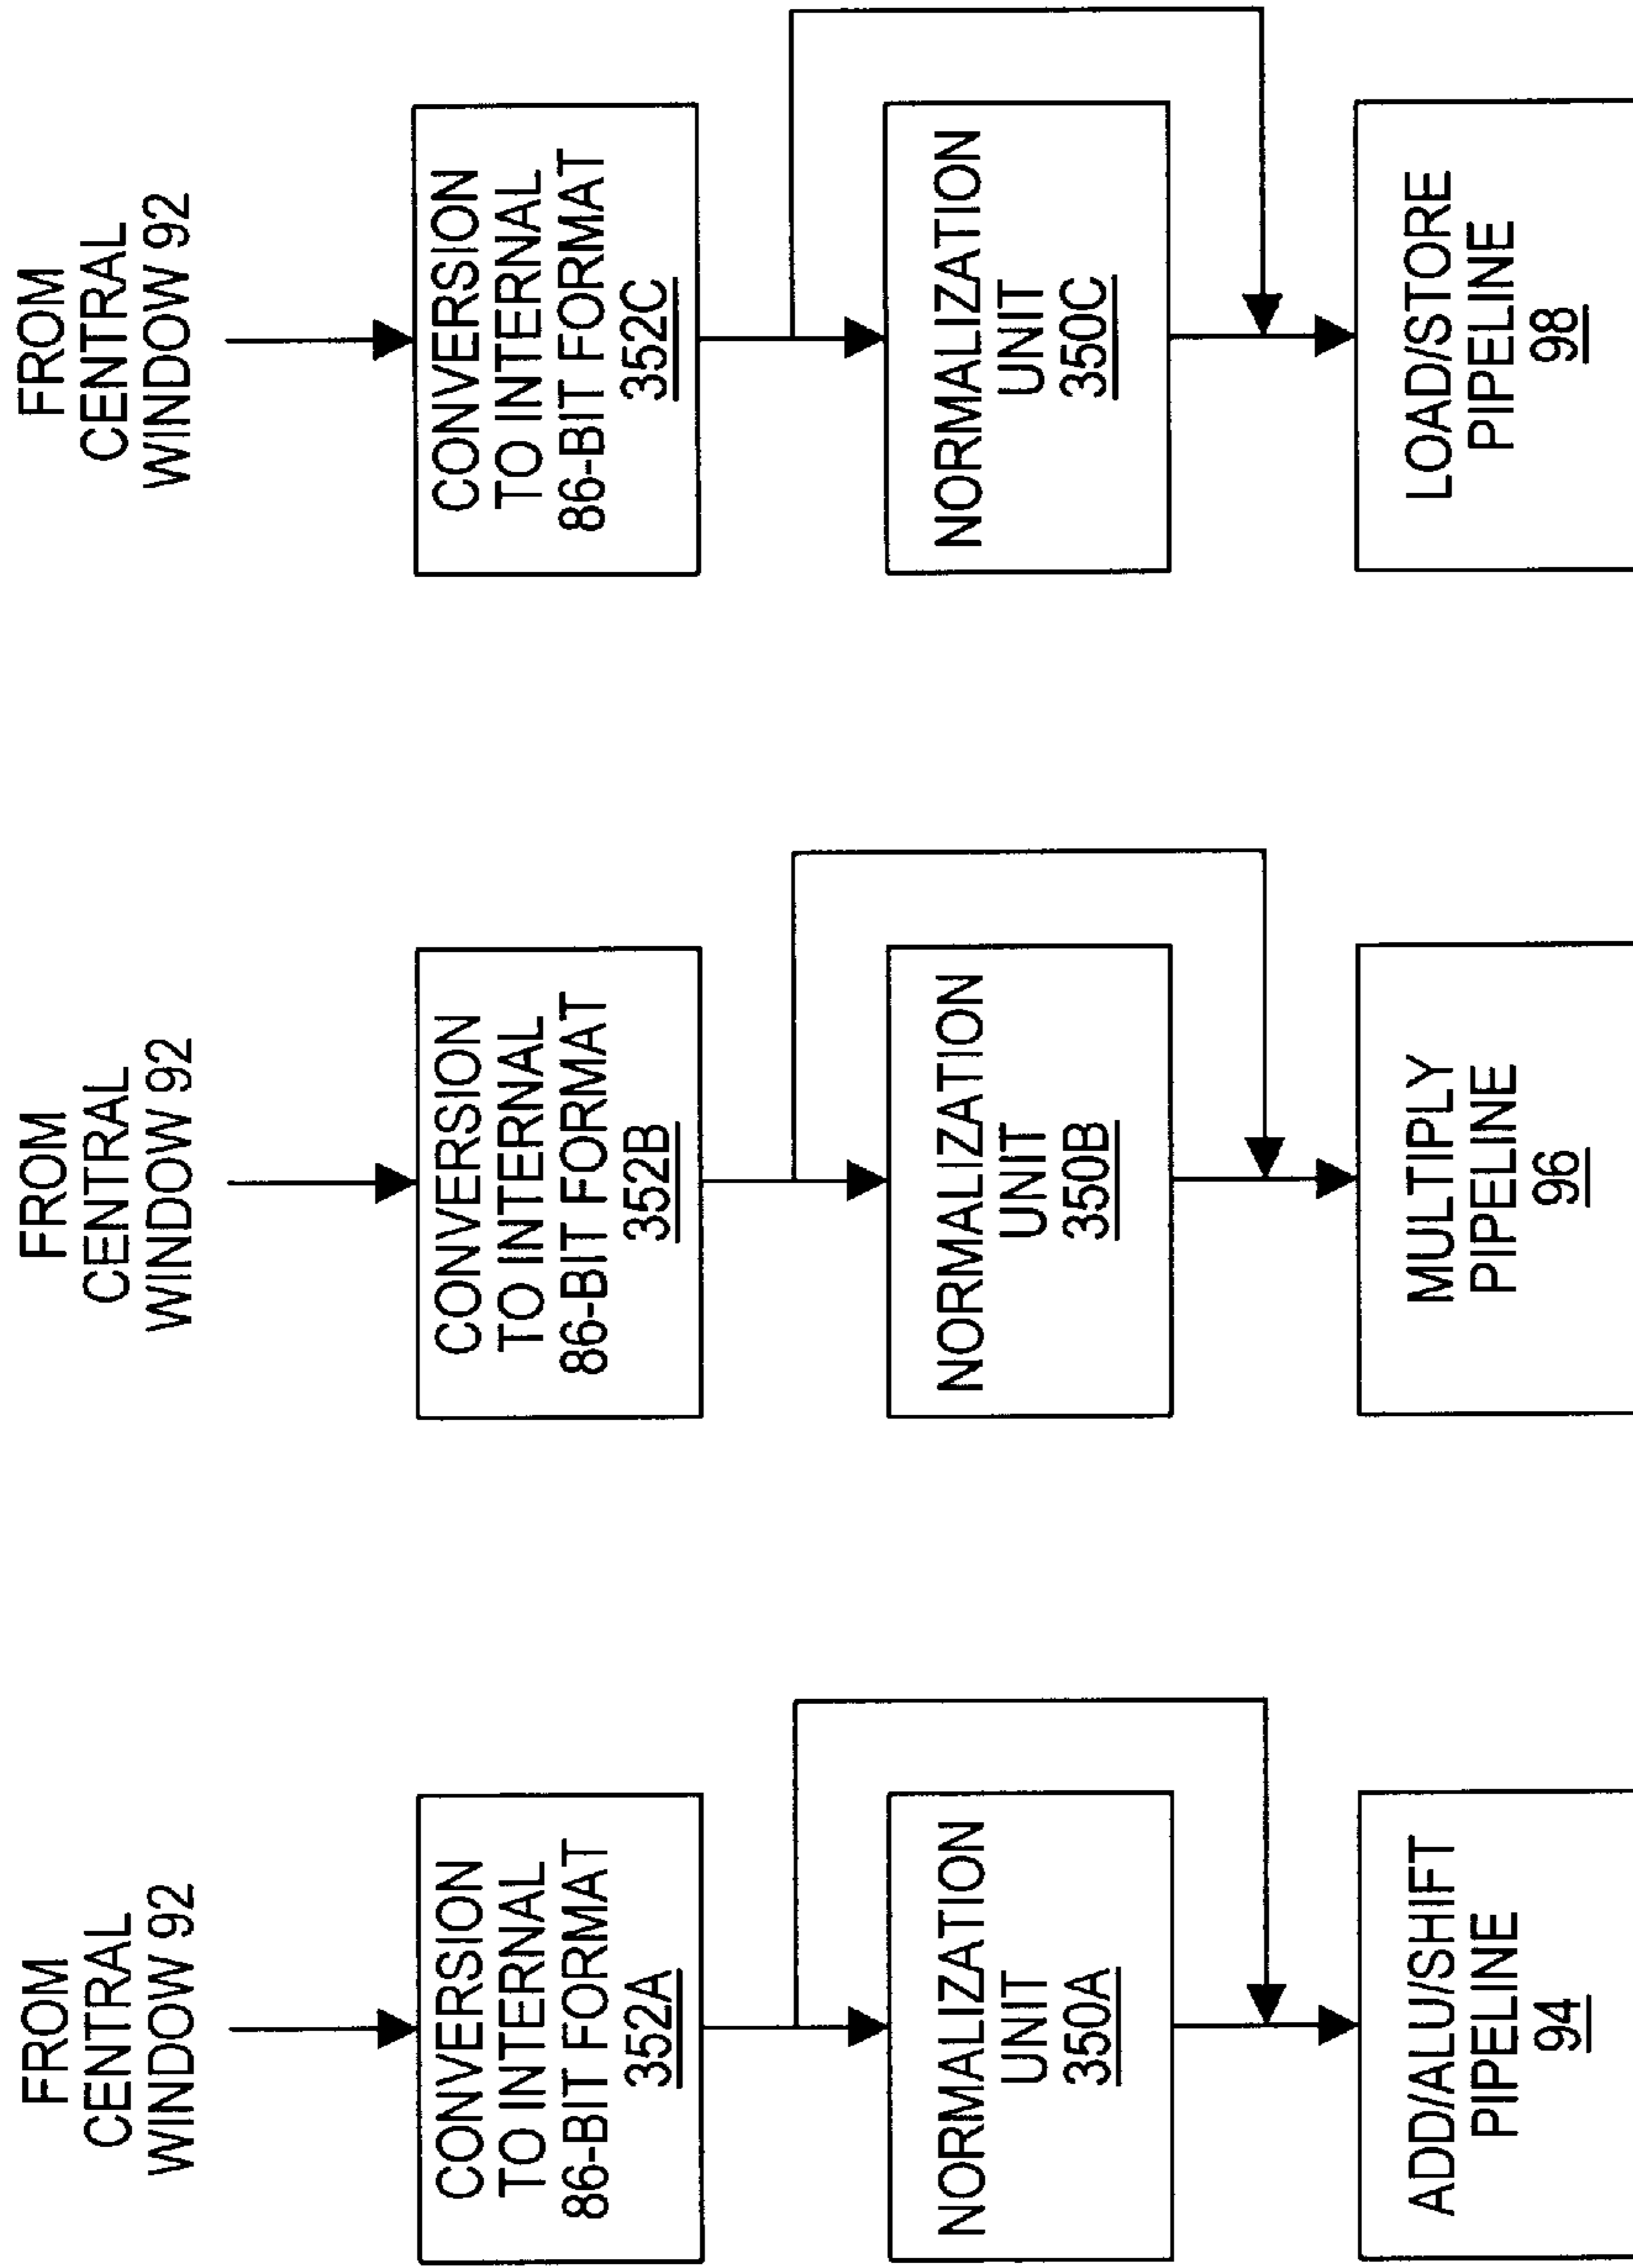 FROM
CENTRAL
WINDOW 92
CONVERSION
TO INTERNAL
86-BIT FORMAT
352A
NORMALIZATION
UNIT
350A
ADD/ALU/SHIFT
PIPELINE
94
FROM
CENTRAL
WINDOW 92
CONVERSION
TO INTERNAL
86-BIT FORMAT
352B
NORMALIZATION
UNIT
350B
MULTIPLY
PIPELINE
96
FROM
CENTRAL
WINDOW 92
CONVERSION
TO INTERNAL
86-BIT FORMAT
352C
NORMALIZATION
UNIT
350C
LOAD/STORE
PIPELINE
98